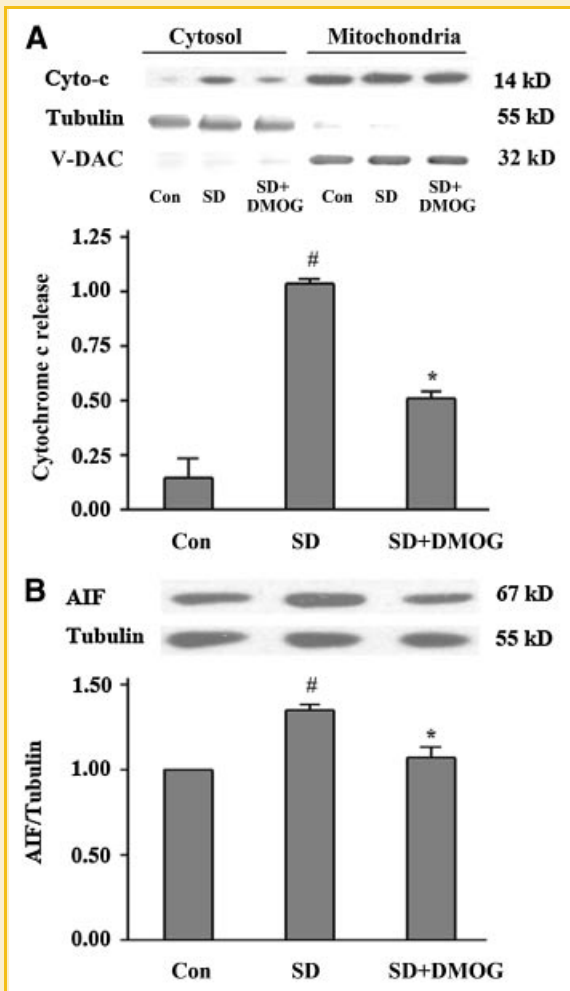 A
Cytosol Mitochondria
Cyto-c 14 kD
Tubulin 55 kD
V-DAC 32 kD
Con SD SD+ DMOG Con SD SD+ DMOG
1.25
#
1.00
0.75
*
0.50
0.25
0.00
Cytochrome c release
Con SD SD+DMOG
B
AIF 67 kD
Tubulin 55 kD
1.50
#
*
1.00
0.50
0.00
AIF/Tubulin
Con SD SD+DMOG